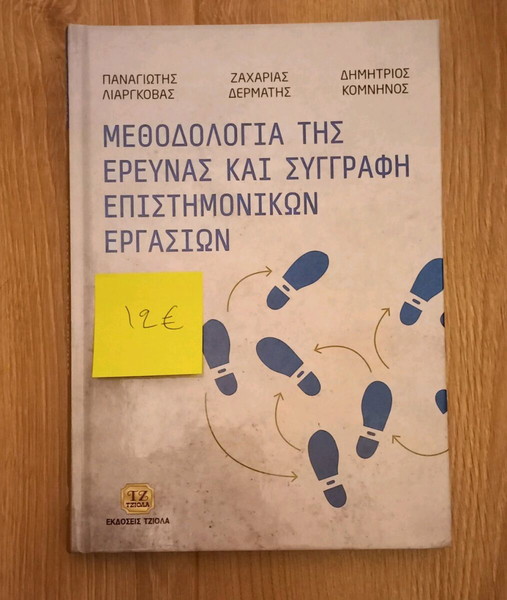 ΠΑΝΑΓΙΩΤΗΣ ΖΑΧΑΡΙΑΣ ΔΗΜΗΤΡΙΟΣ
ΛΙΑΡΓΚΟΒΑΣ ΔΕΡΜΑΤΗΣ ΚΟΜΝΗΝΟΣ
ΜΕΘΟΔΟΛΟΓΙΑ ΤΗΣ
ΕΡΕΥΝΑΣ ΚΑΙ ΣΥΓΓΡΑΦΗ
ΕΠΙΣΤΗΜΟΝΙΚΩΝ
ΕΡΓΑΣΙΩΝ
12€
ΤΖ
ΤΖΙΟΛΑ
ΕΚΔΟΣΕΙΣ ΤΖΙΟΛΑ